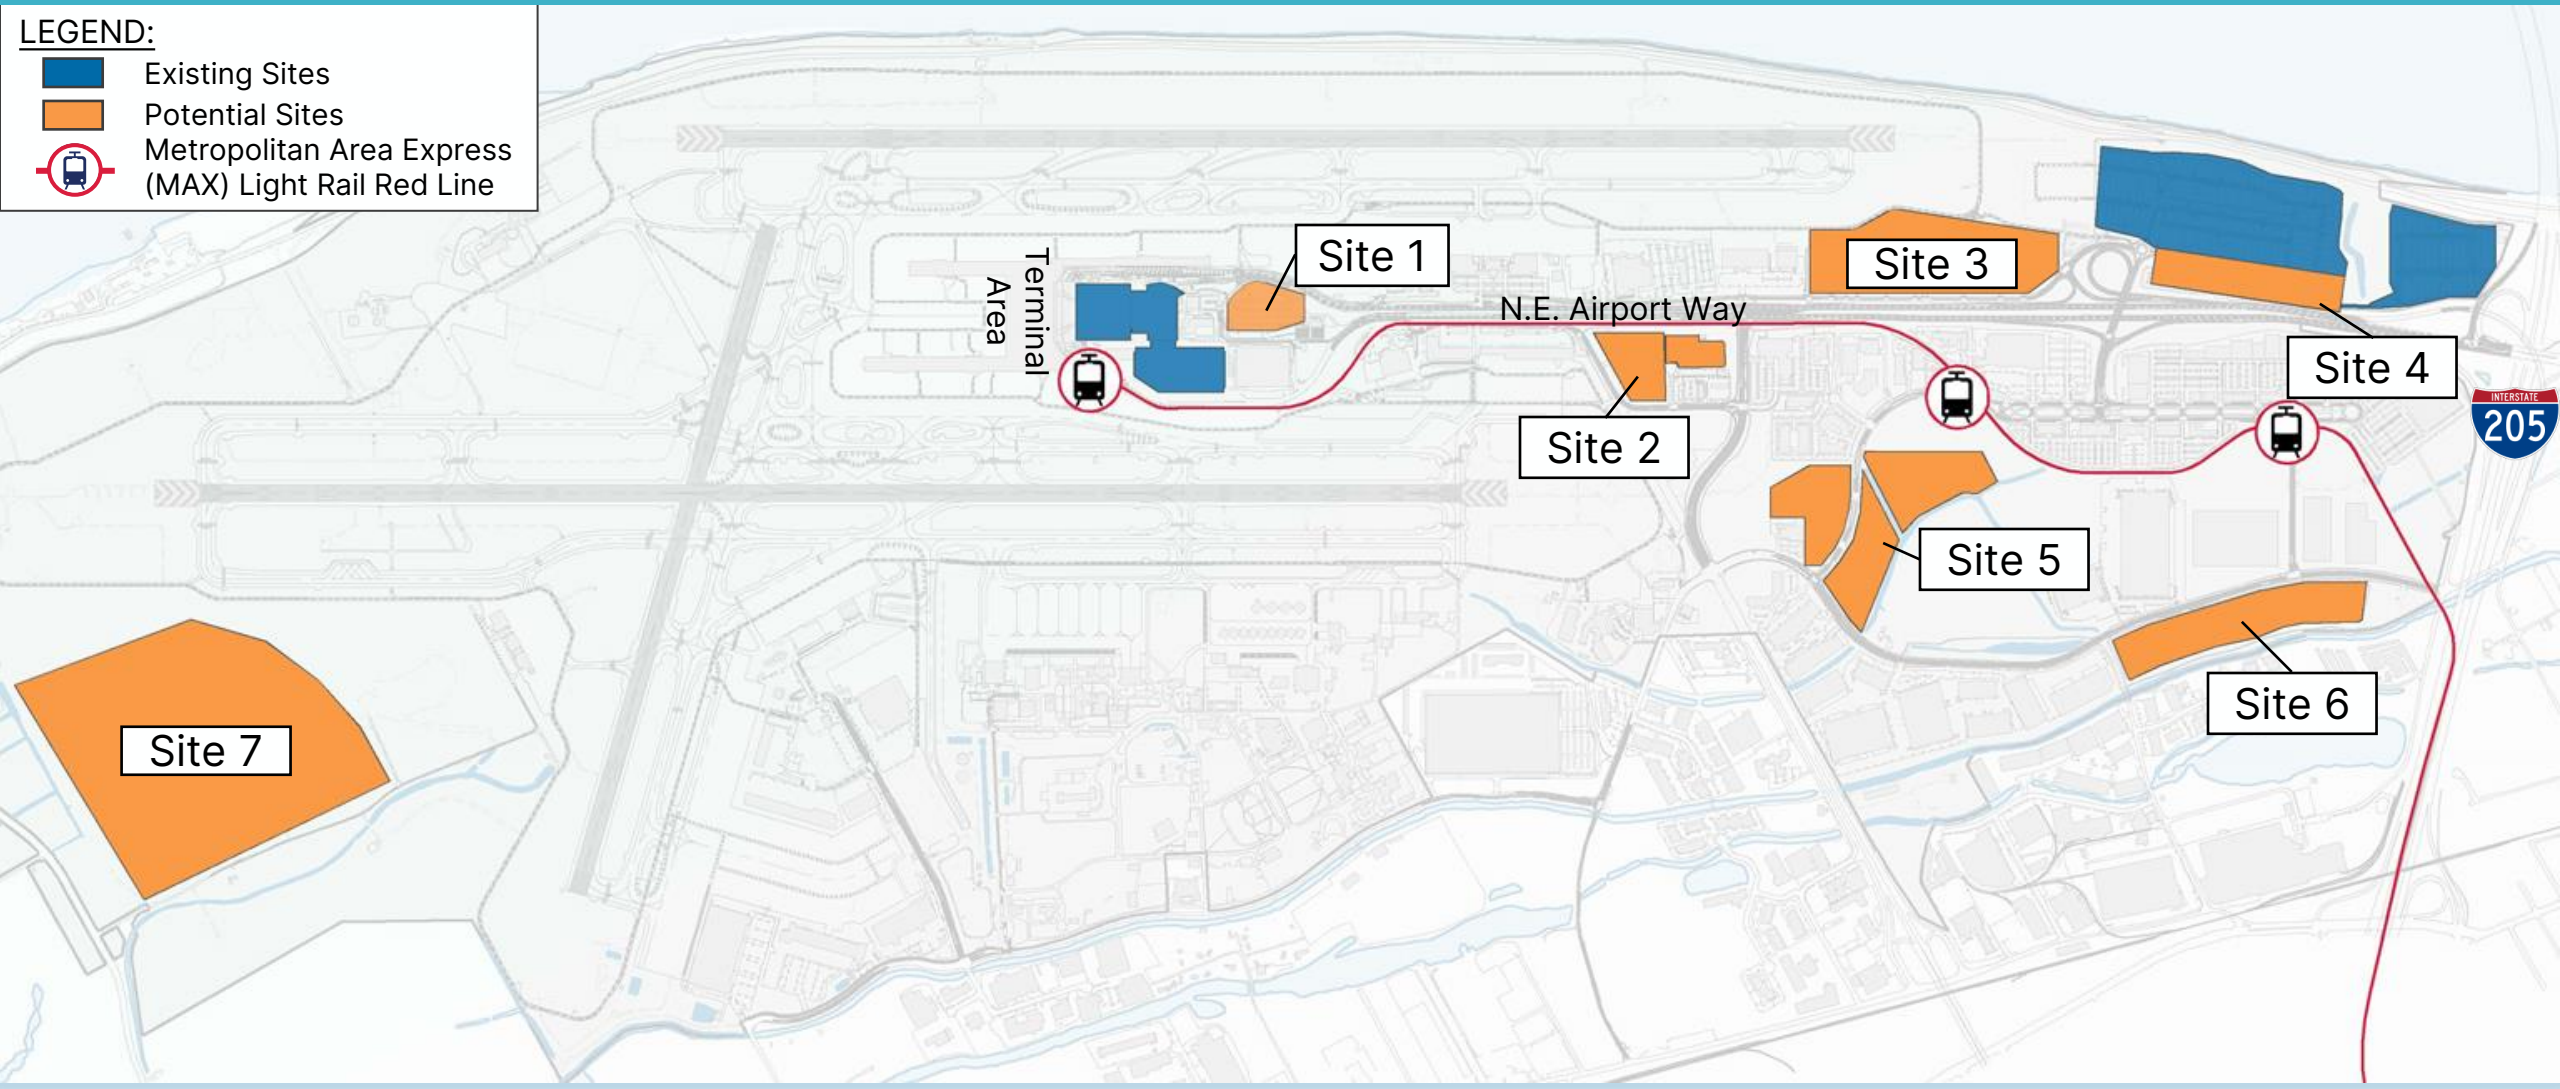 LEGEND:
Existing Sites
Potential Sites
Metropolitan Area Express
(MAX) Light Rail Red Line
Terminal
Area
Site 1
N.E. Airport Way
Site 2
Site 3
Site 4
INTERSTATE
205
Site 5
Site 6
Site 7